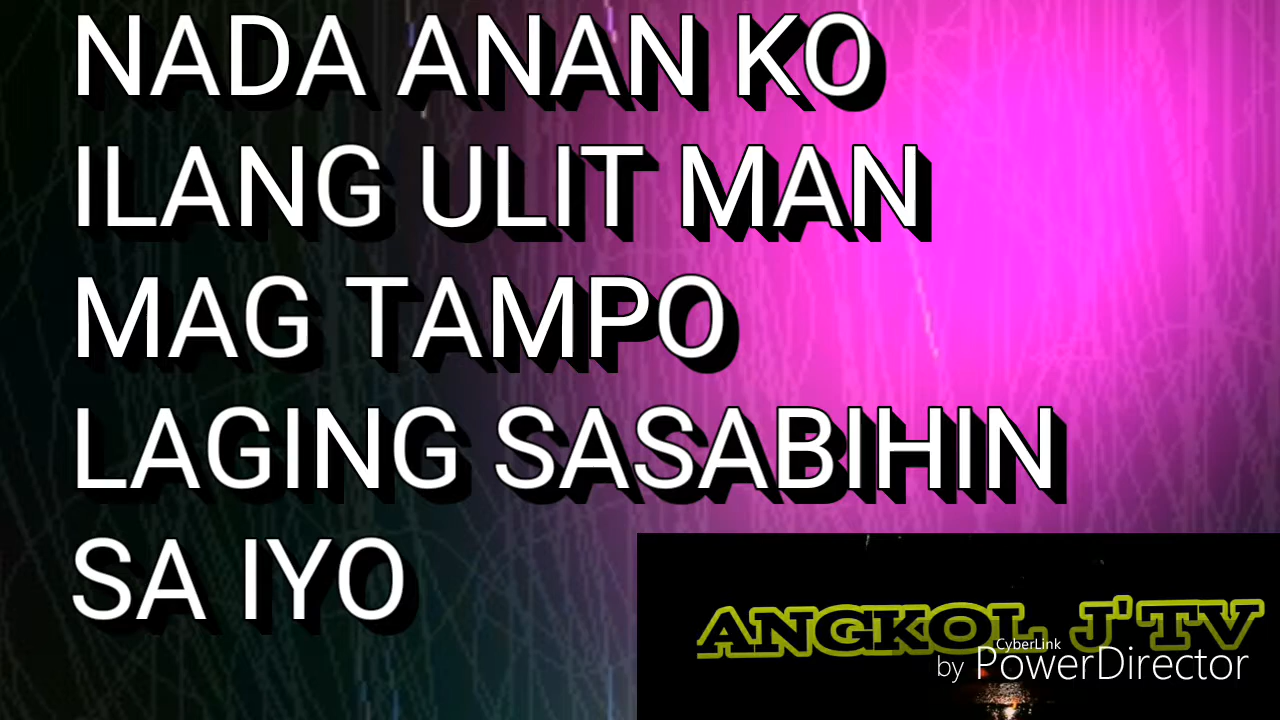 NADA ANAN KO
ILANG ULIT MAN
MAG TAMPO
LAGING SASABIHIN
SA IYO
ANGKOL J'TV
CyberLink
by PowerDirector